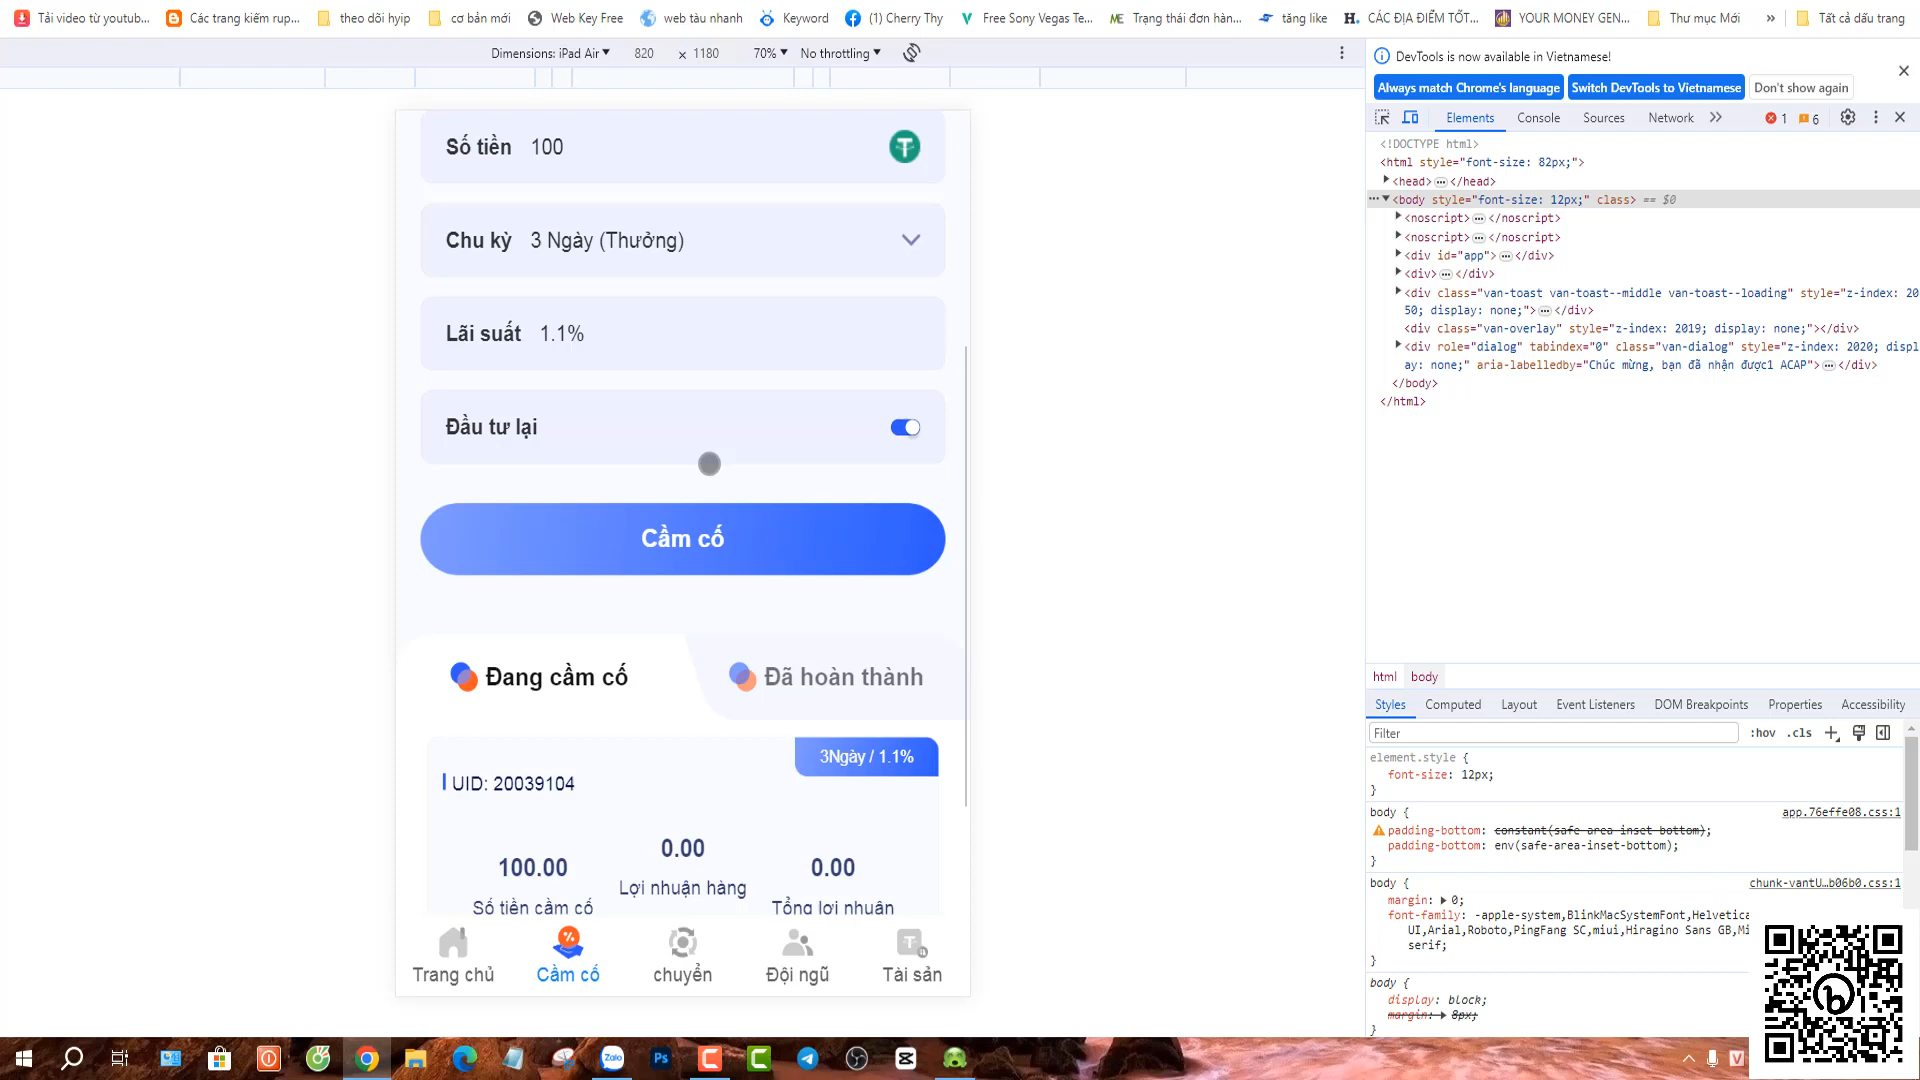 Tải video từ youtub...
Các trang kiếm rup...
theo dõi hyip
cơ bản mới
Web Key Free
web tàu nhanh
Keyword
(1) Cherry Thy
Free Sony Vegas Te...
Trạng thái đơn hàn...
tăng like
CÁC ĐỊA ĐIỂM TỐT...
YOUR MONEY GEN...
Thư mục Mới
»
Tất cả dấu trang
Dimensions: iPad Air
820 x 1180
70%
No throttling
DevTools is now available in Vietnamese!
Always match Chrome's language
Switch DevTools to Vietnamese
Don't show again
Elements
Console
Sources
Network
1
6
<!DOCTYPE html>
<html style="font-size: 82px;">
<head> </head>
<body style="font-size: 12px;" class> == $0
<noscript> </noscript>
<noscript> </noscript>
<div id="app"> </div>
<div> </div>
<div class="van-toast van-toast--middle van-toast--loading" style="z-index: 20
50; display: none;"> </div>
<div class="van-overlay" style="z-index: 2019; display: none;"></div>
<div role="dialog" tabindex="0" class="van-dialog" style="z-index: 2020; displ
ay: none;" aria-labelledby="Chúc mừng, bạn đã nhận được1 ACAP"> </div>
</body>
</html>
Số tiền 100
Chu kỳ 3 Ngày (Thưởng)
Lãi suất 1.1%
Đầu tư lại
Cầm cố
Đang cầm cố
Đã hoàn thành
3Ngày / 1.1%
UID: 20039104
100.00
Số tiền cầm cố
0.00
Lợi nhuận hàng
0.00
Tổng lợi nhuận
Trang chủ
Cầm cố
chuyển
Đội ngũ
Tài sản
html
body
Styles
Computed
Layout
Event Listeners
DOM Breakpoints
Properties
Accessibility
Filter
:hov
.cls
element.style {
font-size: 12px;
}
body {
app.76effe08.css:1
padding-bottom: constant(safe-area-inset-bottom);
padding-bottom: env(safe-area-inset-bottom);
}
body {
chunk-vantU…b06b0.css:1
margin: 0;
font-family: -apple-system,BlinkMacSystemFont,Helvetica
UI,Arial,Roboto,PingFang SC,miui,Hiragino Sans GB,Mi
serif;
}
body {
display: block;
margin: 8px;
}
Zalo
Ps
V